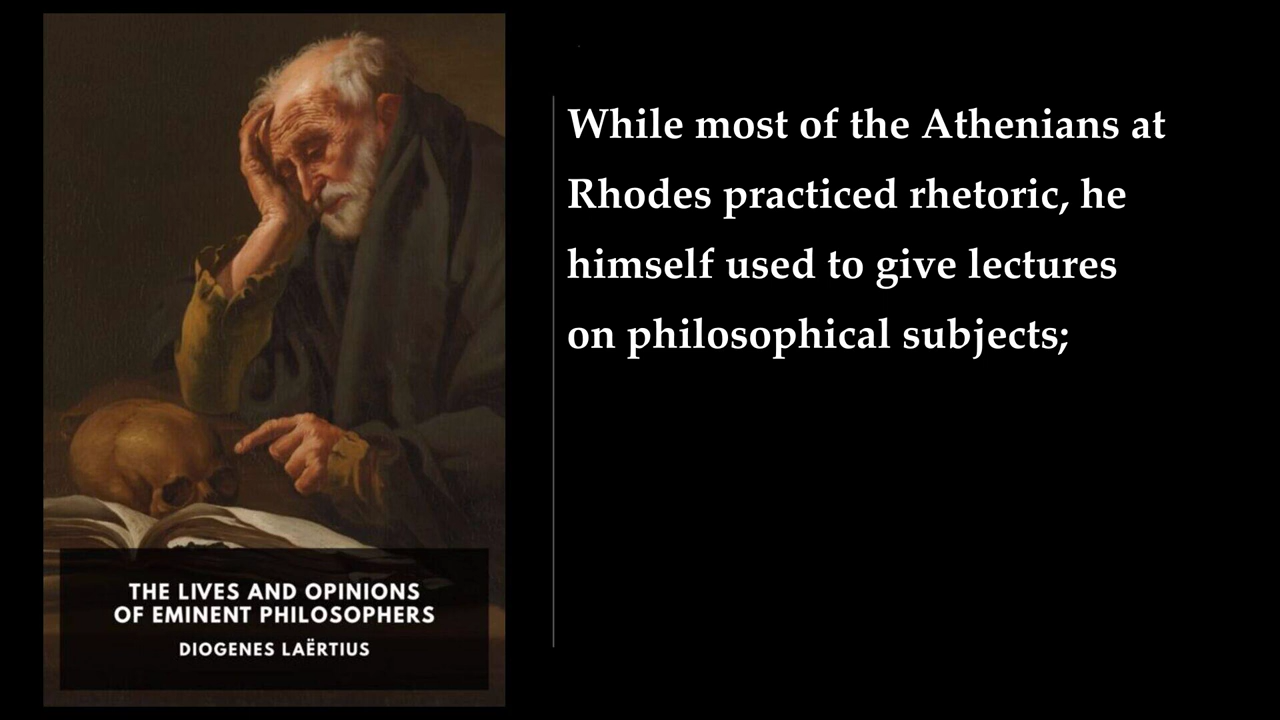 While most of the Athenians at
Rhodes practiced rhetoric, he
himself used to give lectures
on philosophical subjects;
THE LIVES AND OPINIONS
OF EMINENT PHILOSOPHERS
DIOGENES LAËRTIUS